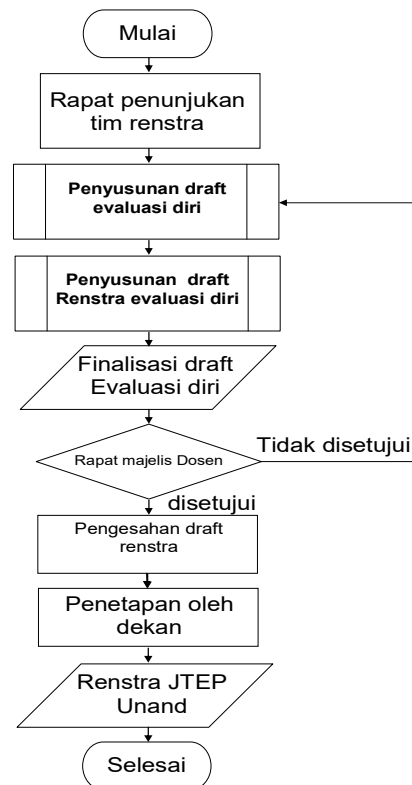 Mulai
Rapat penunjukan
tim renstra
Penyusunan draft
evaluasi diri
Penyusunan draft
Renstra evaluasi diri
Finalisasi draft
Evaluasi diri
Rapat majelis Dosen
Tidak disetujui
disetujui
Pengesahan draft
renstra
Penetapan oleh
dekan
Renstra JTEP
Unand
Selesai